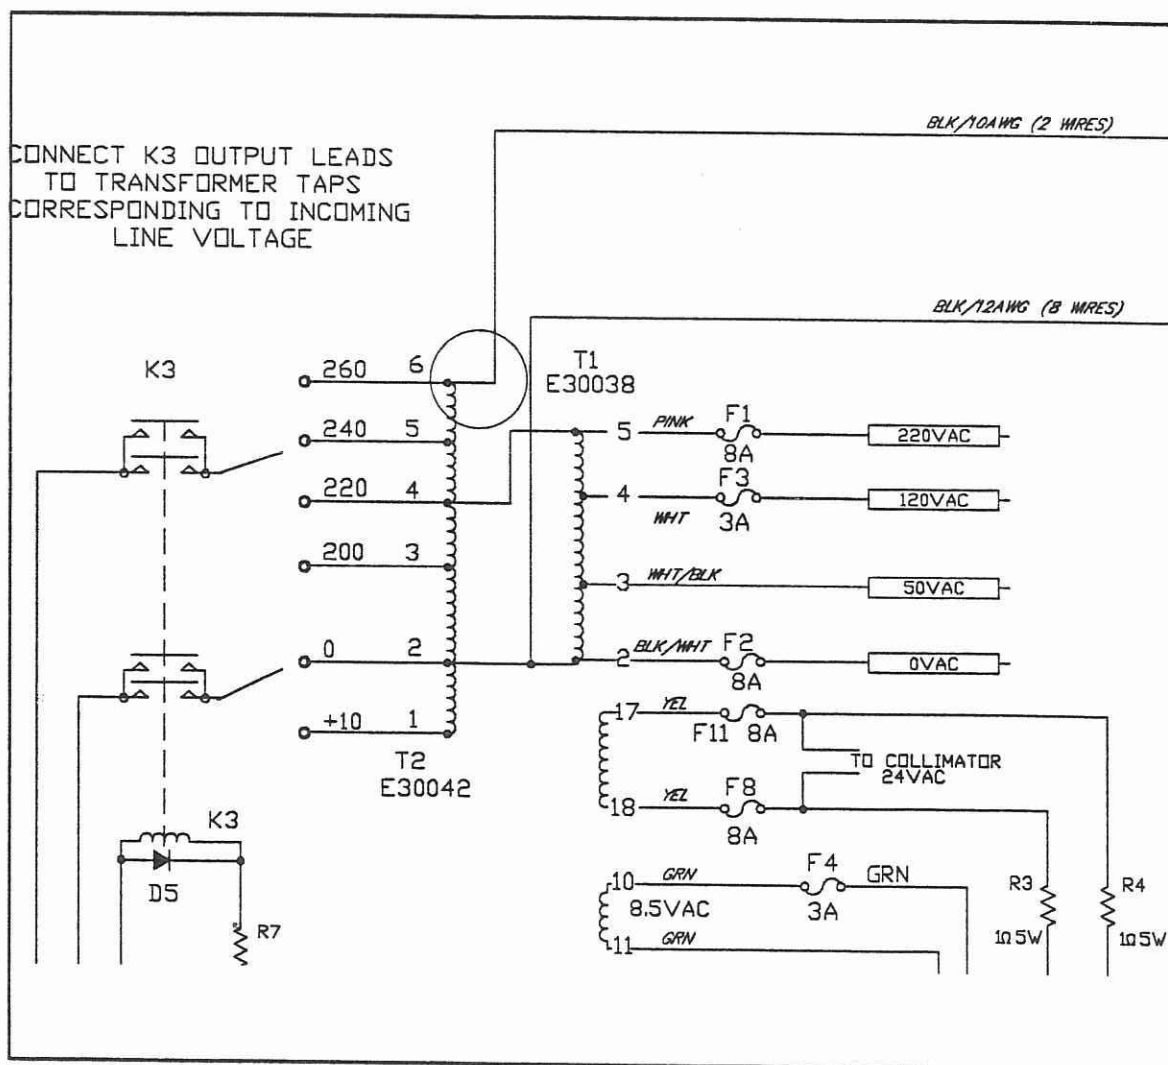 BLK/10AWG (2 WIRES)
CONNECT K3 OUTPUT LEADS
TO TRANSFORMER TAPS
CORRESPONDING TO INCOMING
LINE VOLTAGE
BLK/12AWG (8 WIRES)
K3
260 6
T1
E30038
240 5
5 PINK F1 8A 220VAC
220 4
4 WHT F3 3A 120VAC
200 3
3 WHT/BLK 50VAC
0 2
2 BLK/WHT F2 8A 0VAC
+10 1
T2
E30042
17 YEL F11 8A
TO COLLIMATOR
24VAC
18 YEL F8 8A
K3
D5
R7
10 GRN F4 3A GRN
8.5VAC
11 GRN
R3
1Ω5W
R4
1Ω5W